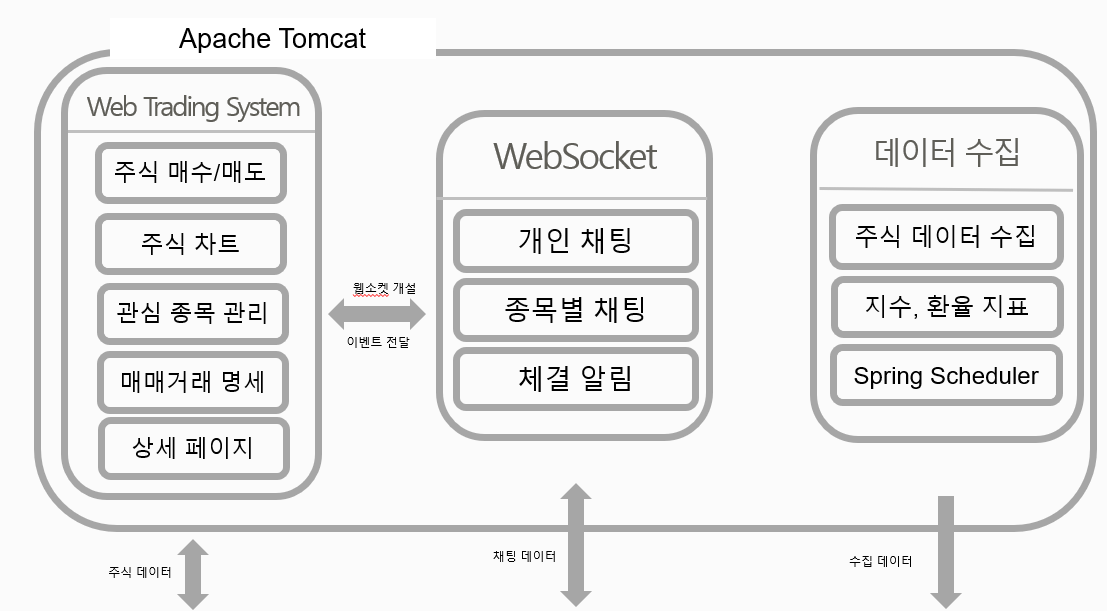 Apache Tomcat
Web Trading System
주식 매수/매도
주식 차트
관심 종목 관리
매매거래 명세
상세 페이지
웹소켓 개설
이벤트 전달
WebSocket
개인 채팅
종목별 채팅
체결 알림
데이터 수집
주식 데이터 수집
지수, 환율 지표
Spring Scheduler
주식 데이터
채팅 데이터
수집 데이터